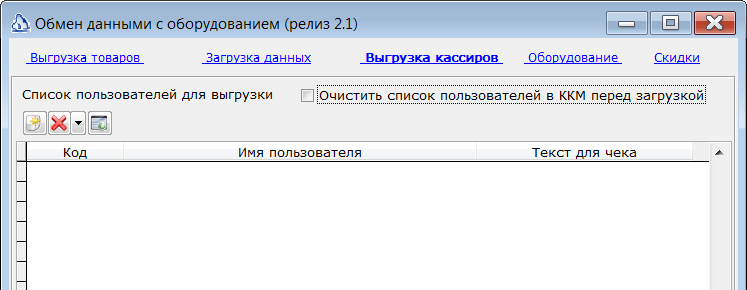 Обмен данными с оборудованием (релиз 2.1)
Выгрузка товаров Загрузка данных Выгрузка кассиров Оборудование Скидки
Список пользователей для выгрузки Очистить список пользователей в ККМ перед загрузкой
Код Имя пользователя Текст для чека